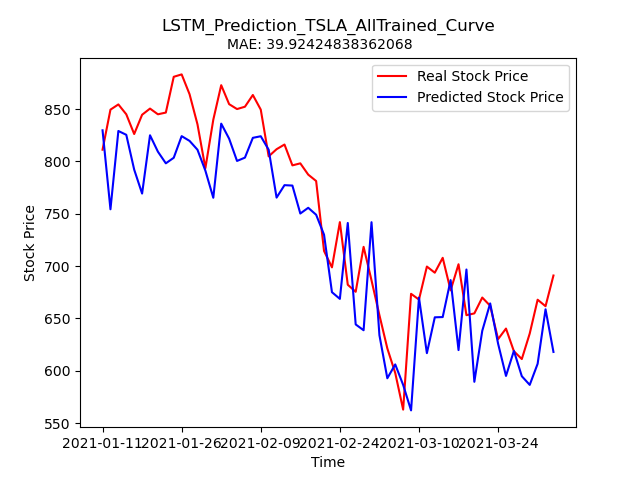 LSTM_Prediction_TSLA_AllTrained_Curve
MAE: 39.92424838362068
Real Stock Price
Predicted Stock Price
850
800
750
700
650
600
550
Stock Price
2021-01-11
2021-01-26
2021-02-09
2021-02-24
2021-03-10
2021-03-24
Time